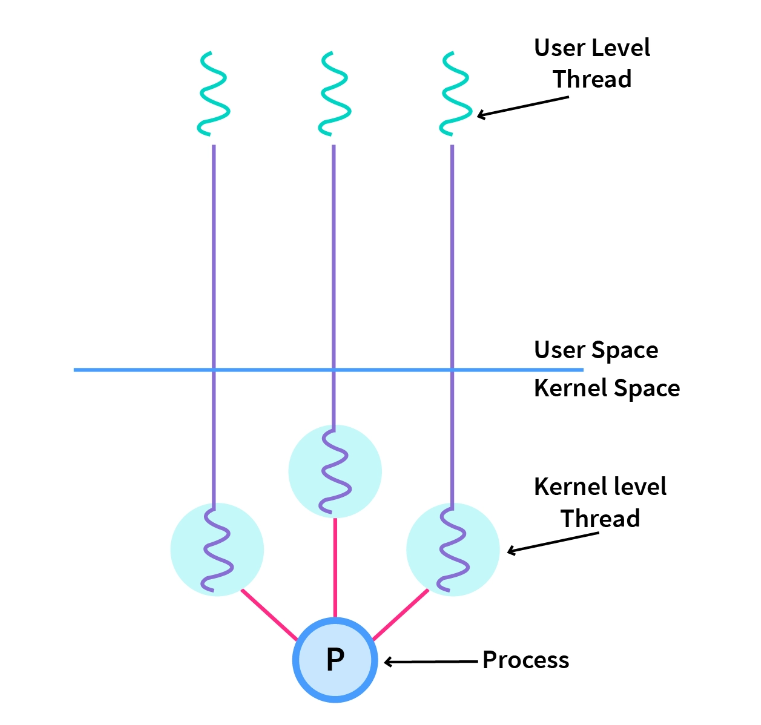 User Level
Thread
User Space
Kernel Space
Kernel level
Thread
P
Process